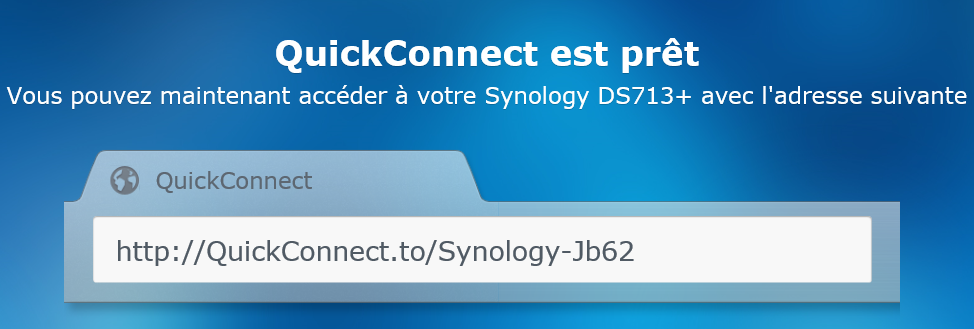 QuickConnect est prêt
Vous pouvez maintenant accéder à votre Synology DS713+ avec l'adresse suivante
QuickConnect
http://QuickConnect.to/Synology-Jb62